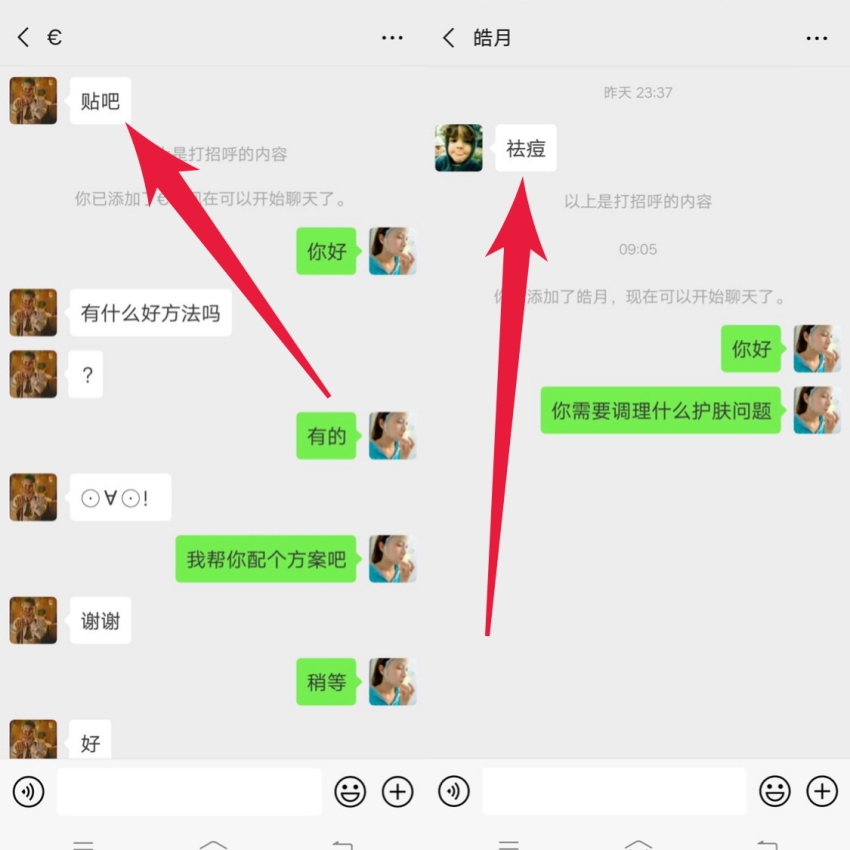 €
贴吧
上是打招呼的内容
你已添加了€，现在可以开始聊天了。
你好
有什么好方法吗
?
有的
⊙∀⊙!
我帮你配个方案吧
谢谢
稍等
好
皓月
昨天 23:37
祛痘
以上是打招呼的内容
09:05
你已添加了皓月，现在可以开始聊天了。
你好
你需要调理什么护肤问题